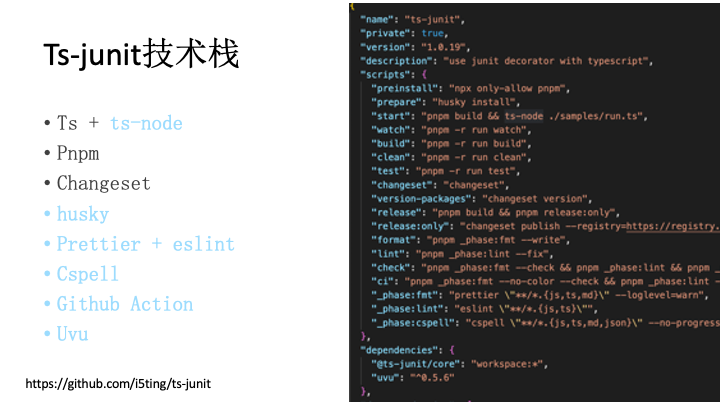 Ts-junit技术栈
• Ts + ts-node
• Pnpm
• Changeset
• husky
• Prettier + eslint
• Cspell
• Github Action
• Uvu
https://github.com/i5ting/ts-junit
{
"name": "ts-junit",
"private": true,
"version": "1.0.19",
"description": "use junit decorator with typescript",
"scripts": {
"preinstall": "npx only-allow pnpm",
"prepare": "husky install",
"start": "pnpm build && ts-node ./samples/run.ts",
"watch": "pnpm -r run watch",
"build": "pnpm -r run build",
"clean": "pnpm -r run clean",
"test": "pnpm -r run test",
"changeset": "changeset",
"version-packages": "changeset version",
"release": "pnpm build && pnpm release:only",
"release:only": "changeset publish --registry=https://registry.
"format": "pnpm _phase:fmt --write",
"lint": "pnpm _phase:lint --fix",
"check": "pnpm _phase:fmt --check && pnpm _phase:lint && pnpm _
"ci": "pnpm _phase:fmt --no-color --check && pnpm _phase:lint -
"_phase:fmt": "prettier \"**/*.{js,ts,md}\" --loglevel=warn",
"_phase:lint": "eslint \"**/*.{js,ts}\"",
"_phase:cspell": "cspell \"**/*.{js,ts,md,json}\" --no-progress
},
"dependencies": {
"@ts-junit/core": "workspace:*",
"uvu": "^0.5.6"
},